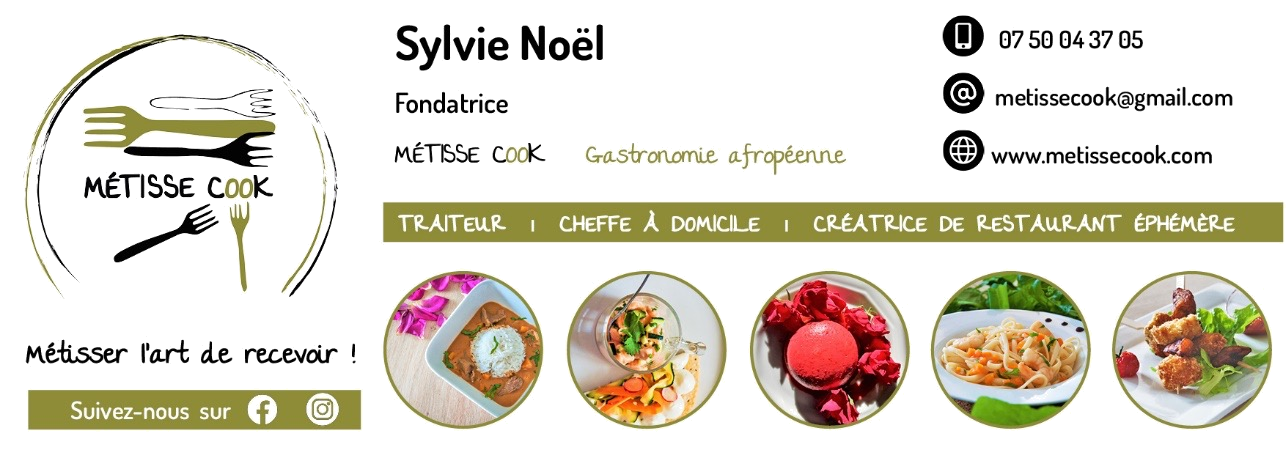 MÉTISSE COOK
Métisser l'art de recevoir !
Suivez-nous sur
Sylvie Noël
Fondatrice
MÉTISSE COOK Gastronomie afropéenne
07 50 04 37 05
metissecook@gmail.com
www.metissecook.com
TRAITEUR | CHEFFE À DOMICILE | CRÉATRICE DE RESTAURANT ÉPHÉMÈRE